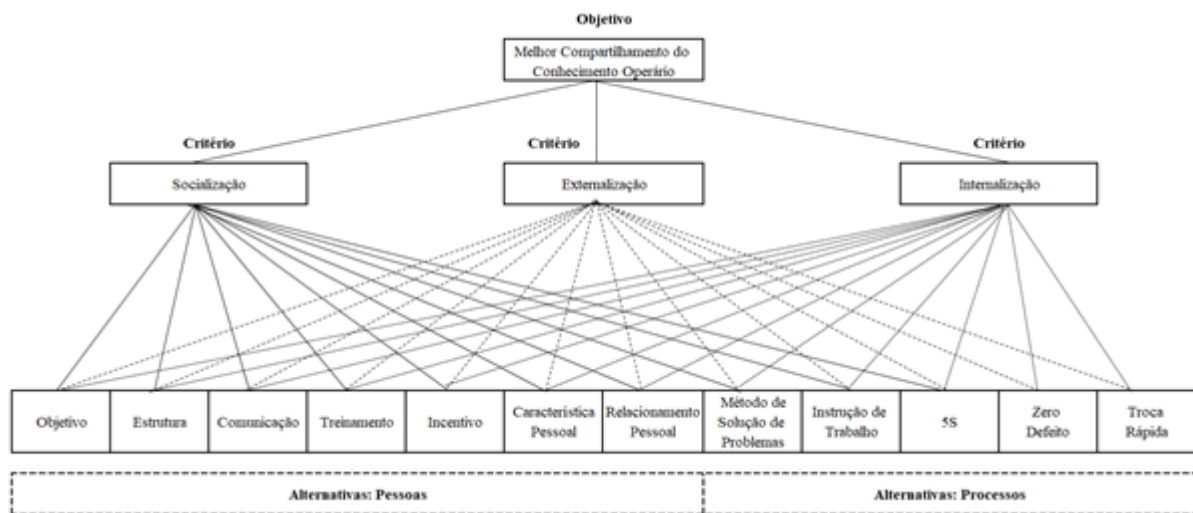 Objetivo
Melhor Compartilhamento do
Conhecimento Operário
Critério
Critério
Critério
Socialização
Externalização
Internalização
Objetivo
Estrutura
Comunicação
Treinamento
Incentivo
Característica
Pessoal
Relacionamento
Pessoal
Método de
Solução de
Problemas
Instrução de
Trabalho
5S
Zero
Defeito
Troca
Rápida
Alternativas: Pessoas
Alternativas: Processos